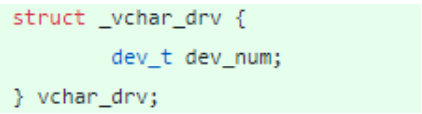 struct _vchar_drv {
        dev_t dev_num;
} vchar_drv;